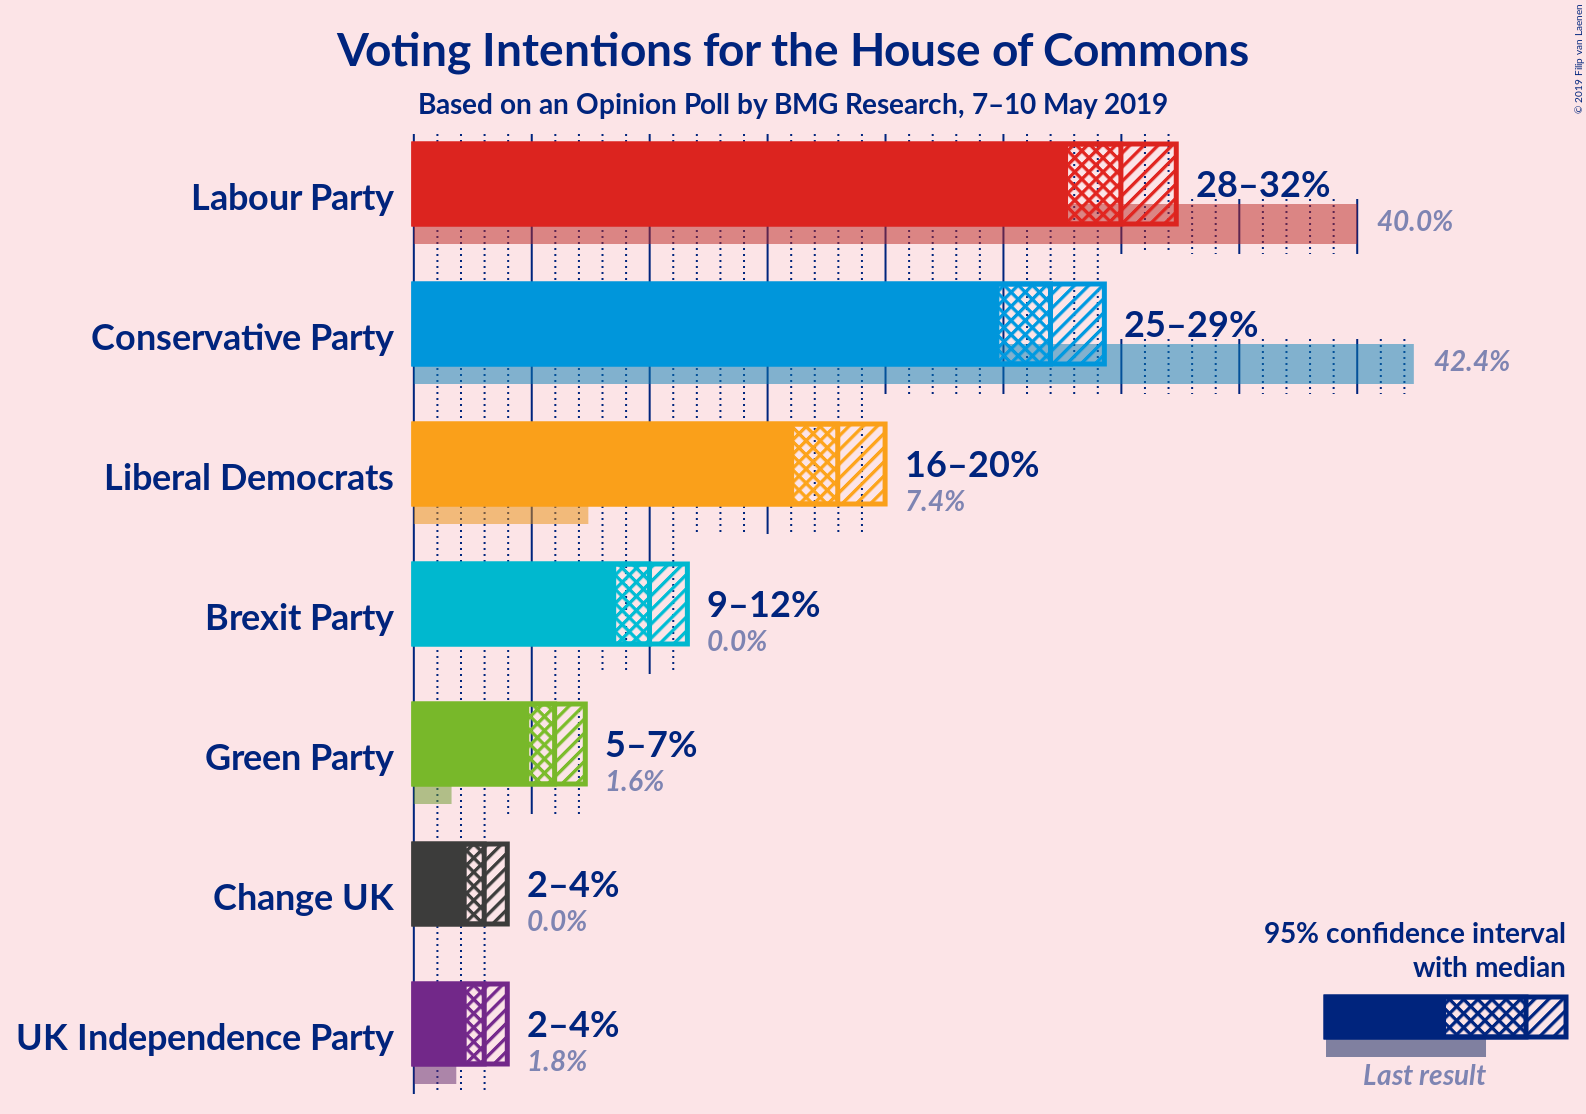 Voting Intentions for the House of Commons
Based on an Opinion Poll by BMG Research, 7–10 May 2019
© 2019 Filip van Laenen
Labour Party
28–32%
40.0%
Conservative Party
25–29%
42.4%
Liberal Democrats
16–20%
7.4%
Brexit Party
9–12%
0.0%
Green Party
5–7%
1.6%
Change UK
2–4%
0.0%
UK Independence Party
2–4%
1.8%
95% confidence interval
with median
Last result